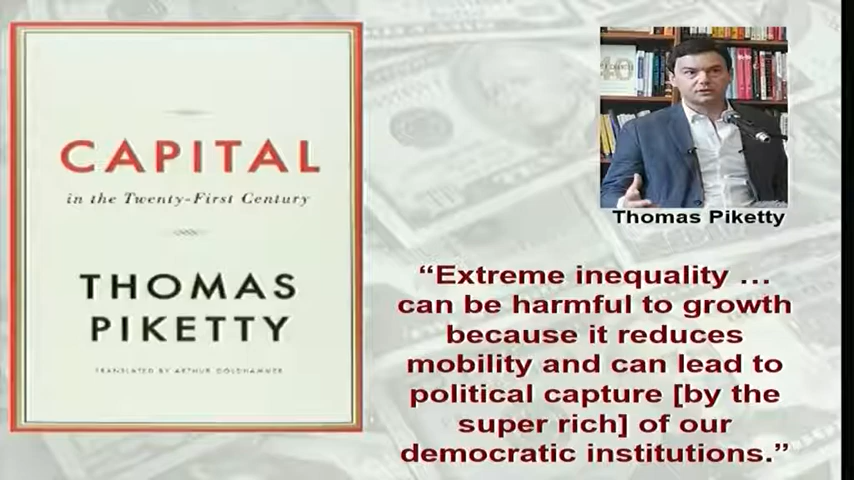 CAPITAL
in the Twenty-First Century
THOMAS
PIKETTY
TRANSLATED BY ARTHUR GOLDHAMMER
Thomas Piketty
“Extreme inequality ...
can be harmful to growth
because it reduces
mobility and can lead to
political capture [by the
super rich] of our
democratic institutions.”